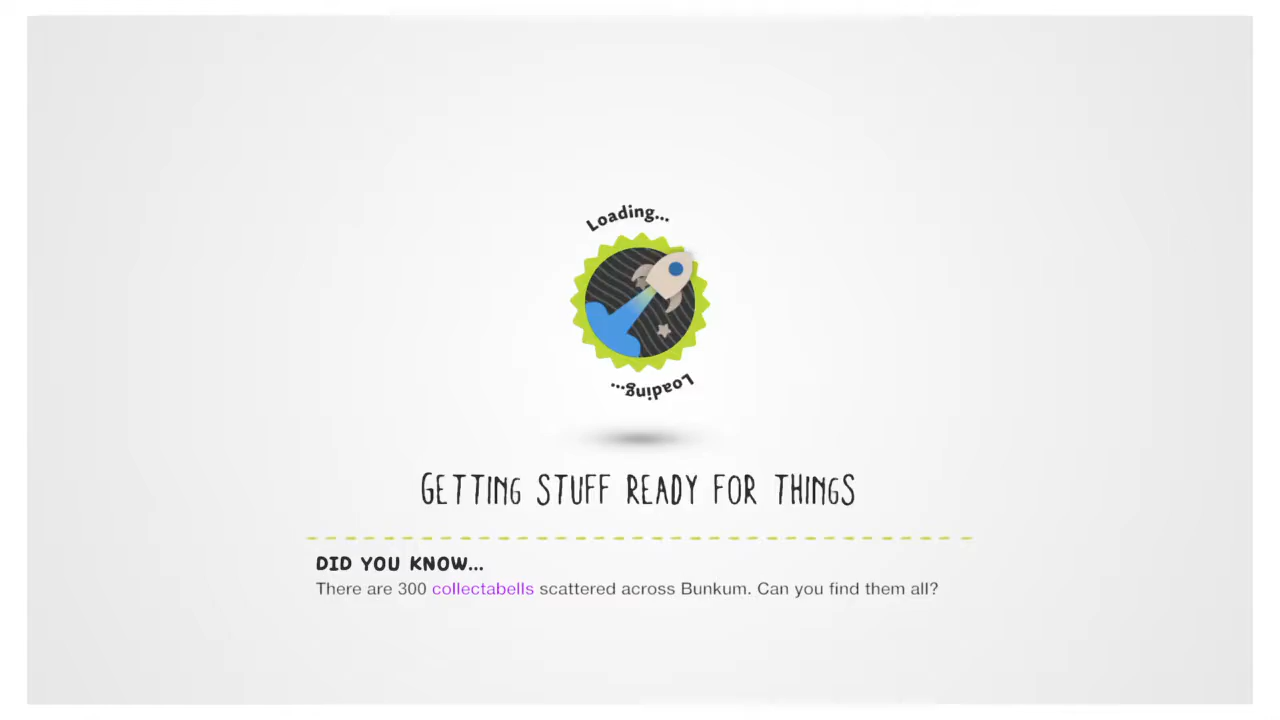 Loading...
Loading...
GETTING STUFF READY FOR THINGS
DID YOU KNOW...
There are 300 collectabells scattered across Bunkum. Can you find them all?